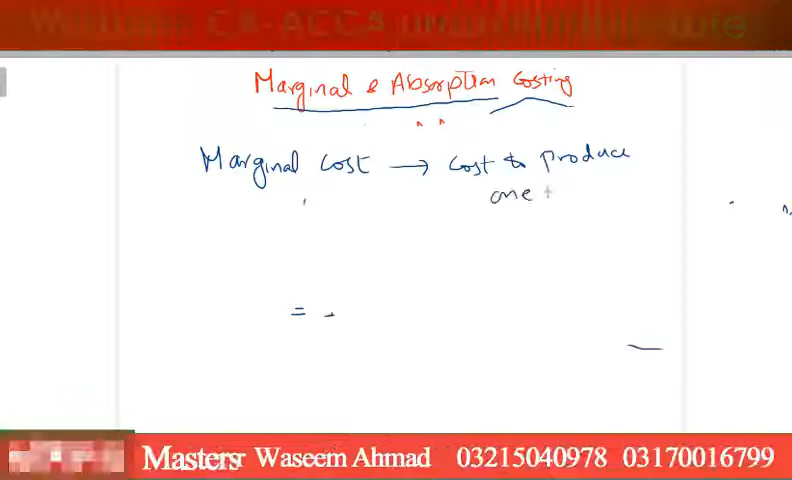 Marginal & Absorption Costing
Marginal Cost → Cost to produce
one
=
Masters Waseem Ahmad 03215040978 03170016799